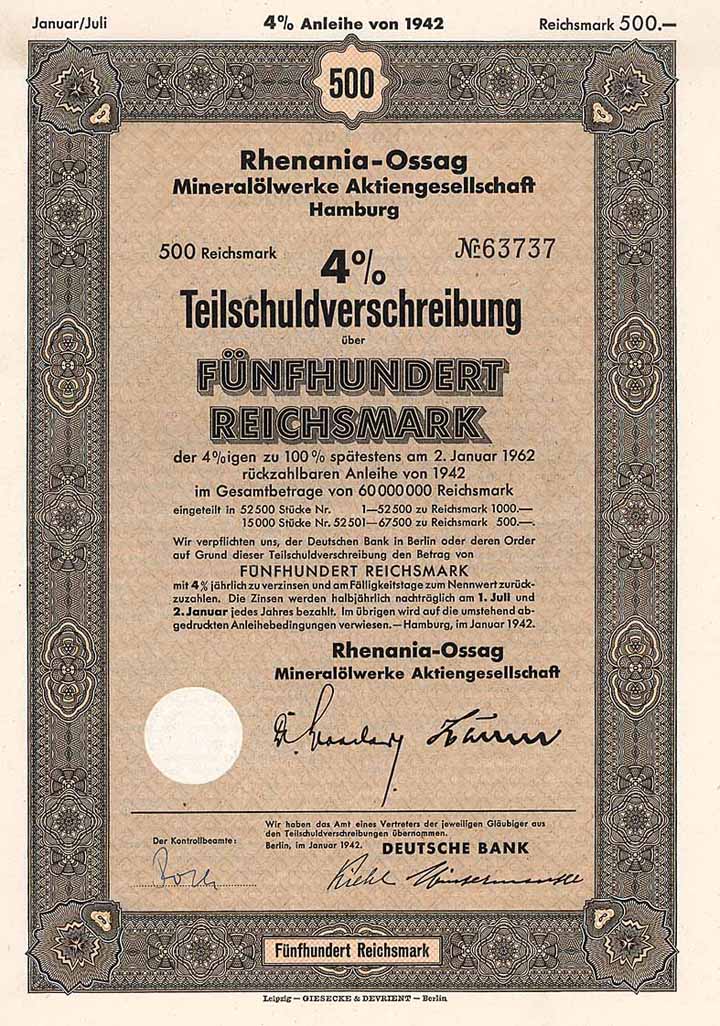 Januar/Juli 4% Anleihe von 1942 Reichsmark 500.—
500
Rhenania-Ossag
Mineralölwerke Aktiengesellschaft
Hamburg
500 Reichsmark 4% № 63737
Teilschuldverschreibung
über
FÜNFHUNDERT
REICHSMARK
der 4%igen zu 100% spätestens am 2. Januar 1962
rückzahlbaren Anleihe von 1942
im Gesamtbetrage von 60000000 Reichsmark
eingeteilt in 52500 Stücke Nr. 1—52500 zu Reichsmark 1000.—
15000 Stücke Nr. 52501—67500 zu Reichsmark 500.—.
Wir verpflichten uns, der Deutschen Bank in Berlin oder deren Order
auf Grund dieser Teilschuldverschreibung den Betrag von
FÜNFHUNDERT REICHSMARK
mit 4% jährlich zu verzinsen und am Fälligkeitstage zum Nennwert zurück-
zuzahlen. Die Zinsen werden halbjährlich nachträglich am 1. Juli und
2. Januar jedes Jahres bezahlt. Im übrigen wird auf die umstehend ab-
gedruckten Anleihebedingungen verwiesen.—Hamburg, im Januar 1942.
Rhenania-Ossag
Mineralölwerke Aktiengesellschaft
Wir haben das Amt eines Vertreters der jeweiligen Gläubiger aus
den Teilschuldverschreibungen übernommen.
Der Kontrollbeamte: Berlin, im Januar 1942. DEUTSCHE BANK
Fünfhundert Reichsmark
Leipzig — GIESECKE & DEVRIENT — Berlin